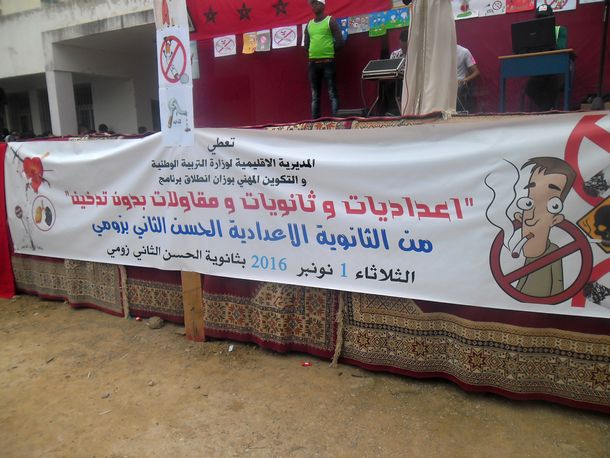 تعطي
المديرية الاقليمية لوزارة التربية الوطنية
و التكوين المهني بوزان انطلاق برنامج
"اعداديات و ثانويات و مقاولات بدون تدخين"
من الثانوية الاعدادية الحسن الثاني بزومي
الثلاثاء 1 نونبر 2016 بثانوية الحسن الثاني زومي